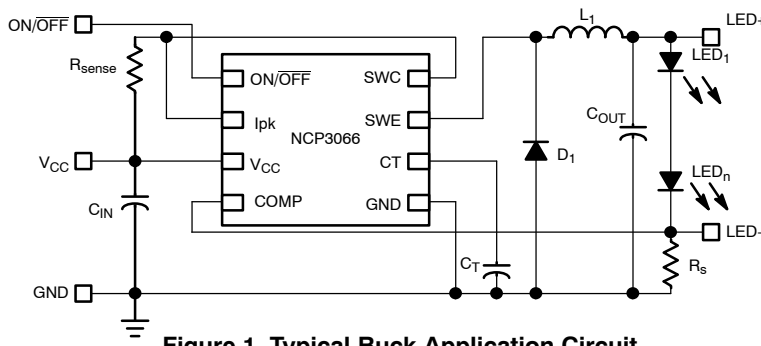 ON/OFF
Rsense
VCC
CIN
GND
ON/OFF
Ipk
VCC
COMP
NCP3066
SWC
SWE
CT
GND
CT
D1
L1
COUT
LED+
LED1
LEDn
LED-
Rs
Figure 1. Typical Buck Application Circuit